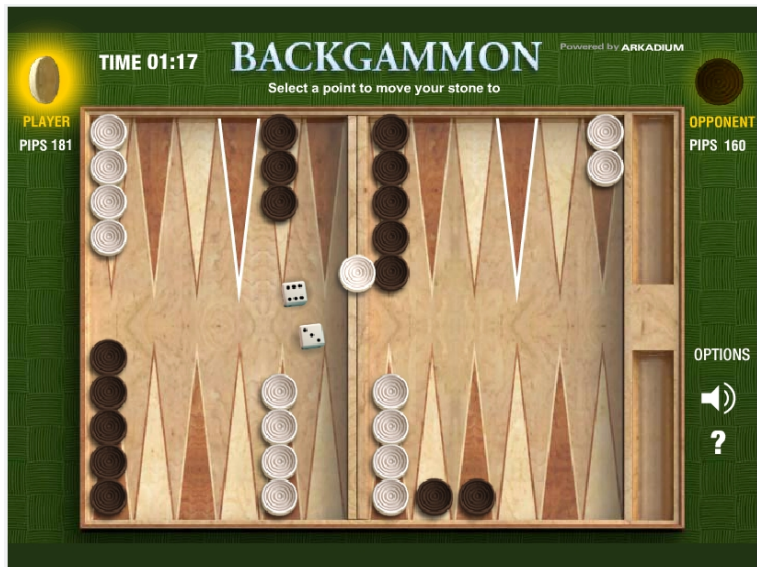 TIME 01:17
BACKGAMMON
Powered by ARKADIUM
Select a point to move your stone to
PLAYER
PIPS 181
OPPONENT
PIPS 160
OPTIONS
?